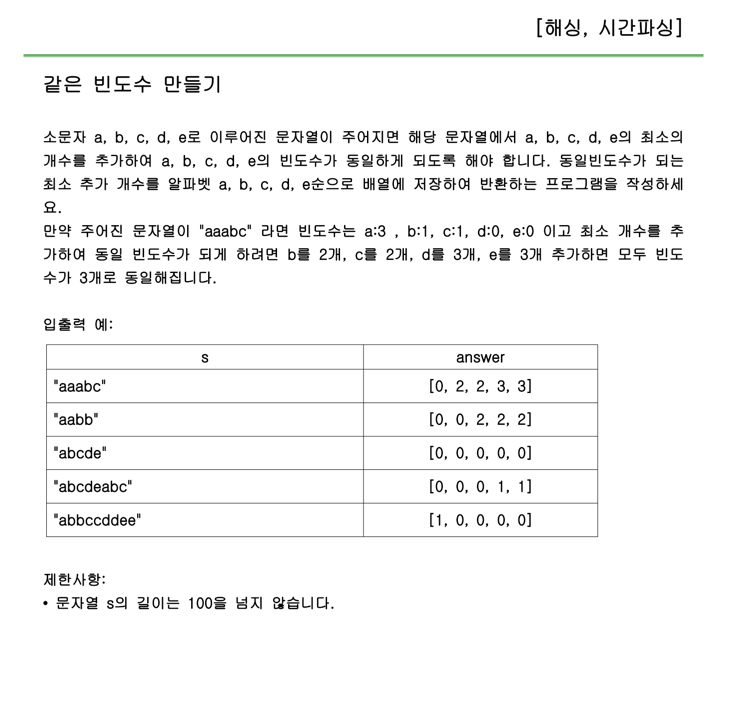 [해싱, 시간파싱]
같은 빈도수 만들기
소문자 a, b, c, d, e로 이루어진 문자열이 주어지면 해당 문자열에서 a, b, c, d, e의 최소의
개수를 추가하여 a, b, c, d, e의 빈도수가 동일하게 되도록 해야 합니다. 동일빈도수가 되는
최소 추가 개수를 알파벳 a, b, c, d, e순으로 배열에 저장하여 반환하는 프로그램을 작성하세
요.
만약 주어진 문자열이 "aaabc" 라면 빈도수는 a:3 , b:1, c:1, d:0, e:0 이고 최소 개수를 추
가하여 동일 빈도수가 되게 하려면 b를 2개, c를 2개, d를 3개, e를 3개 추가하면 모두 빈도
수가 3개로 동일해집니다.
입출력 예:
s answer
"aaabc" [0, 2, 2, 3, 3]
"aabb" [0, 0, 2, 2, 2]
"abcde" [0, 0, 0, 0, 0]
"abcdeabc" [0, 0, 0, 1, 1]
"abbccddee" [1, 0, 0, 0, 0]
제한사항:
• 문자열 s의 길이는 100을 넘지 않습니다.